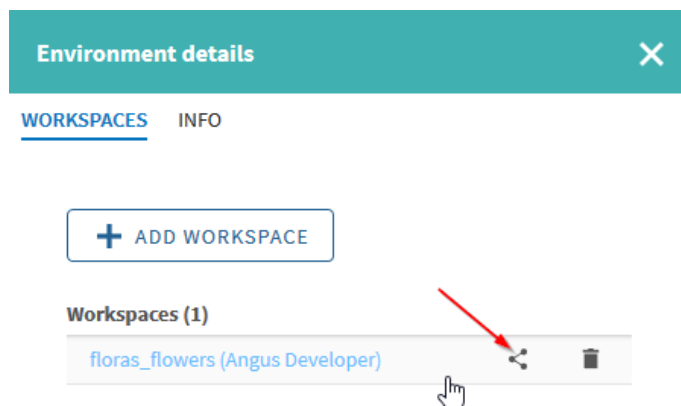 Environment details
WORKSPACES INFO
ADD WORKSPACE
Workspaces (1)
floras_flowers (Angus Developer)